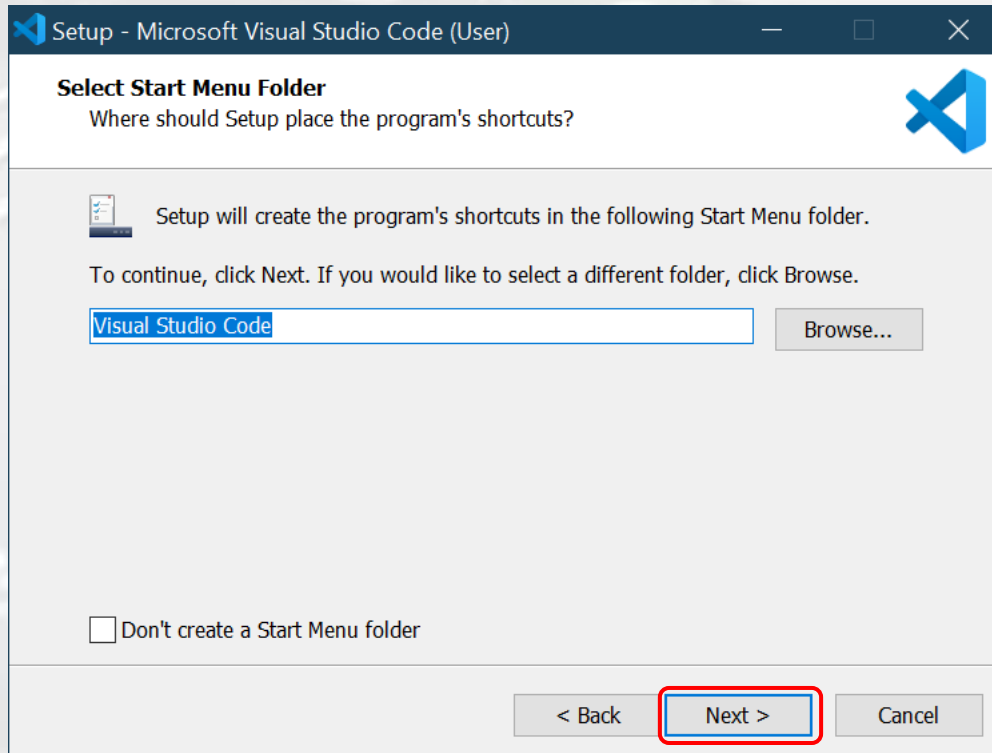 Setup - Microsoft Visual Studio Code (User)
Select Start Menu Folder
Where should Setup place the program's shortcuts?
Setup will create the program's shortcuts in the following Start Menu folder.
To continue, click Next. If you would like to select a different folder, click Browse.
Visual Studio Code
Browse...
Don't create a Start Menu folder
< Back
Next >
Cancel